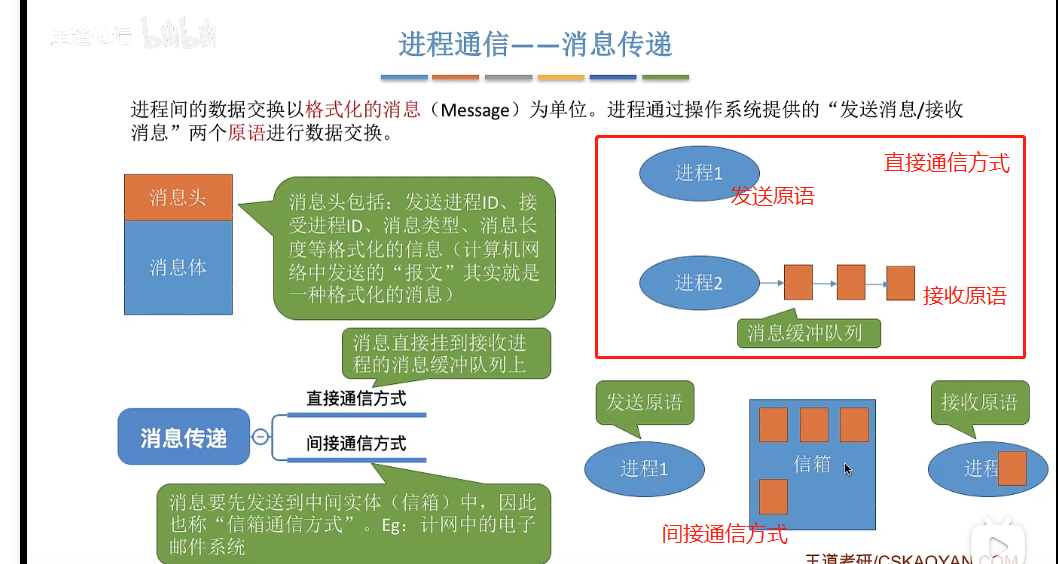 王道论坛 bilibili
进程通信——消息传递
进程间的数据交换以格式化的消息（Message）为单位。进程通过操作系统提供的“发送消息/接收
消息”两个原语进行数据交换。
消息头
消息体
消息头包括：发送进程ID、接
受进程ID、消息类型、消息长
度等格式化的信息（计算机网
络中发送的“报文”其实就是
一种格式化的消息）
进程1
直接通信方式
发送原语
进程2
接收原语
消息缓冲队列
消息直接挂到接收进
程的消息缓冲队列上
消息传递
直接通信方式
间接通信方式
消息要先发送到中间实体（信箱）中，因此
也称“信箱通信方式”。Eg：计网中的电子
邮件系统
发送原语
进程1
信箱
接收原语
进程
间接通信方式
王道考研/CSKAOYAN.COM